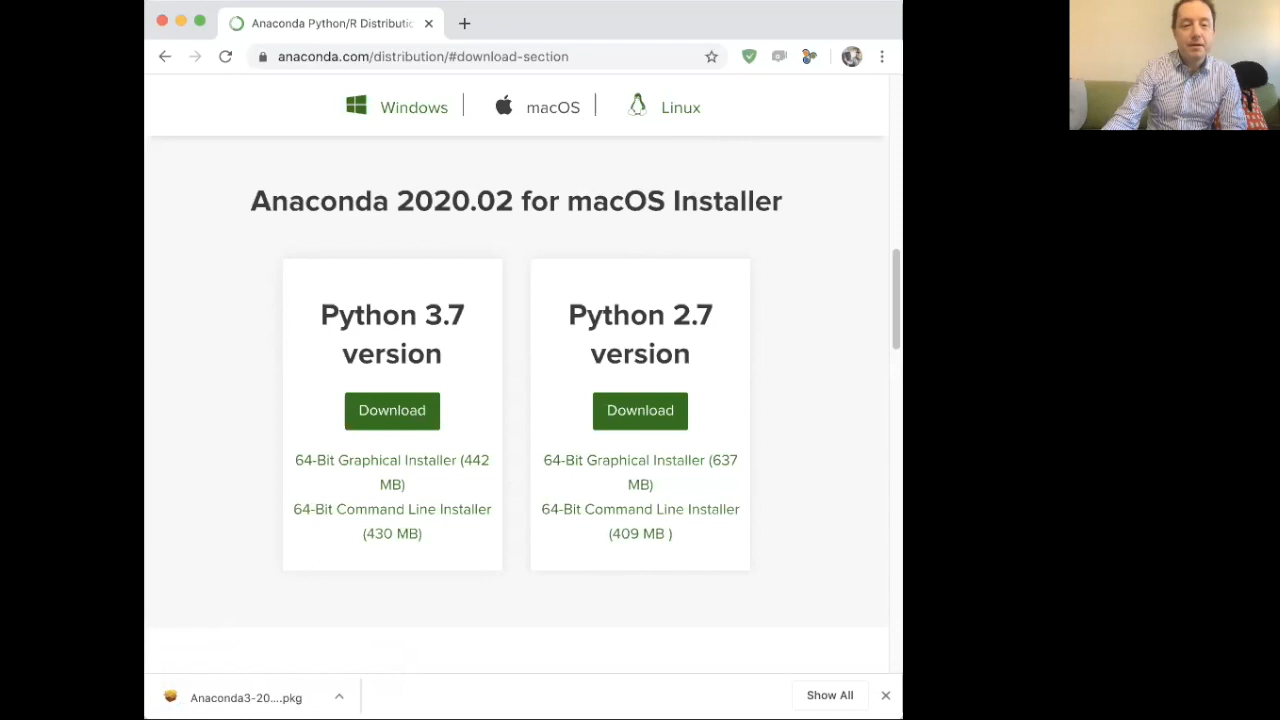 Anaconda Python/R Distributic
anaconda.com/distribution/#download-section
Windows
macOS
Linux
Anaconda 2020.02 for macOS Installer
Python 3.7
version
Download
64-Bit Graphical Installer (442
MB)
64-Bit Command Line Installer
(430 MB)
Python 2.7
version
Download
64-Bit Graphical Installer (637
MB)
64-Bit Command Line Installer
(409 MB )
Anaconda3-20....pkg
Show All